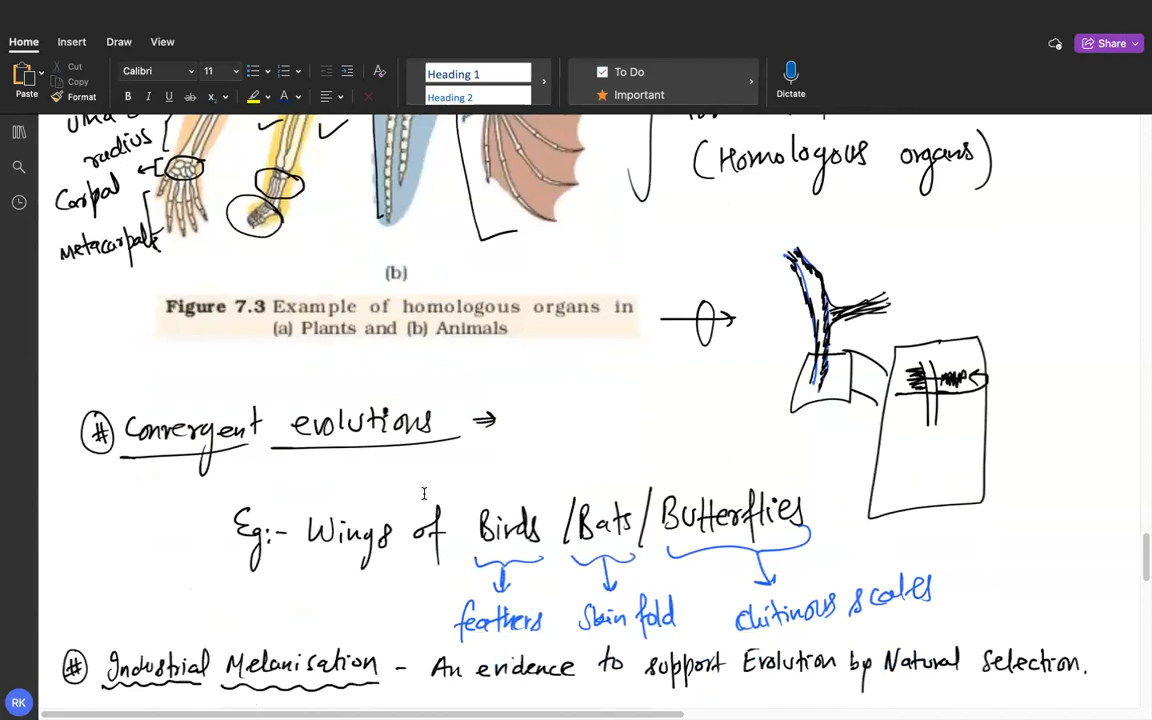 Home Insert Draw View
Share
Paste
Cut
Copy
Format
Calibri 11
B I U ab x₂ A
Heading 1
Heading 2
To Do
Important
Dictate
radius
Carpal
metacarpals
(Homologous organs)
(b)
Figure 7.3 Example of homologous organs in
(a) Plants and (b) Animals
# Convergent evolutions ⇒
Eg:- Wings of Birds / Bats / Butterflies
feathers skin fold chitinous scales
# Industrial Melanisation - An evidence to support Evolution by Natural Selection.
RK